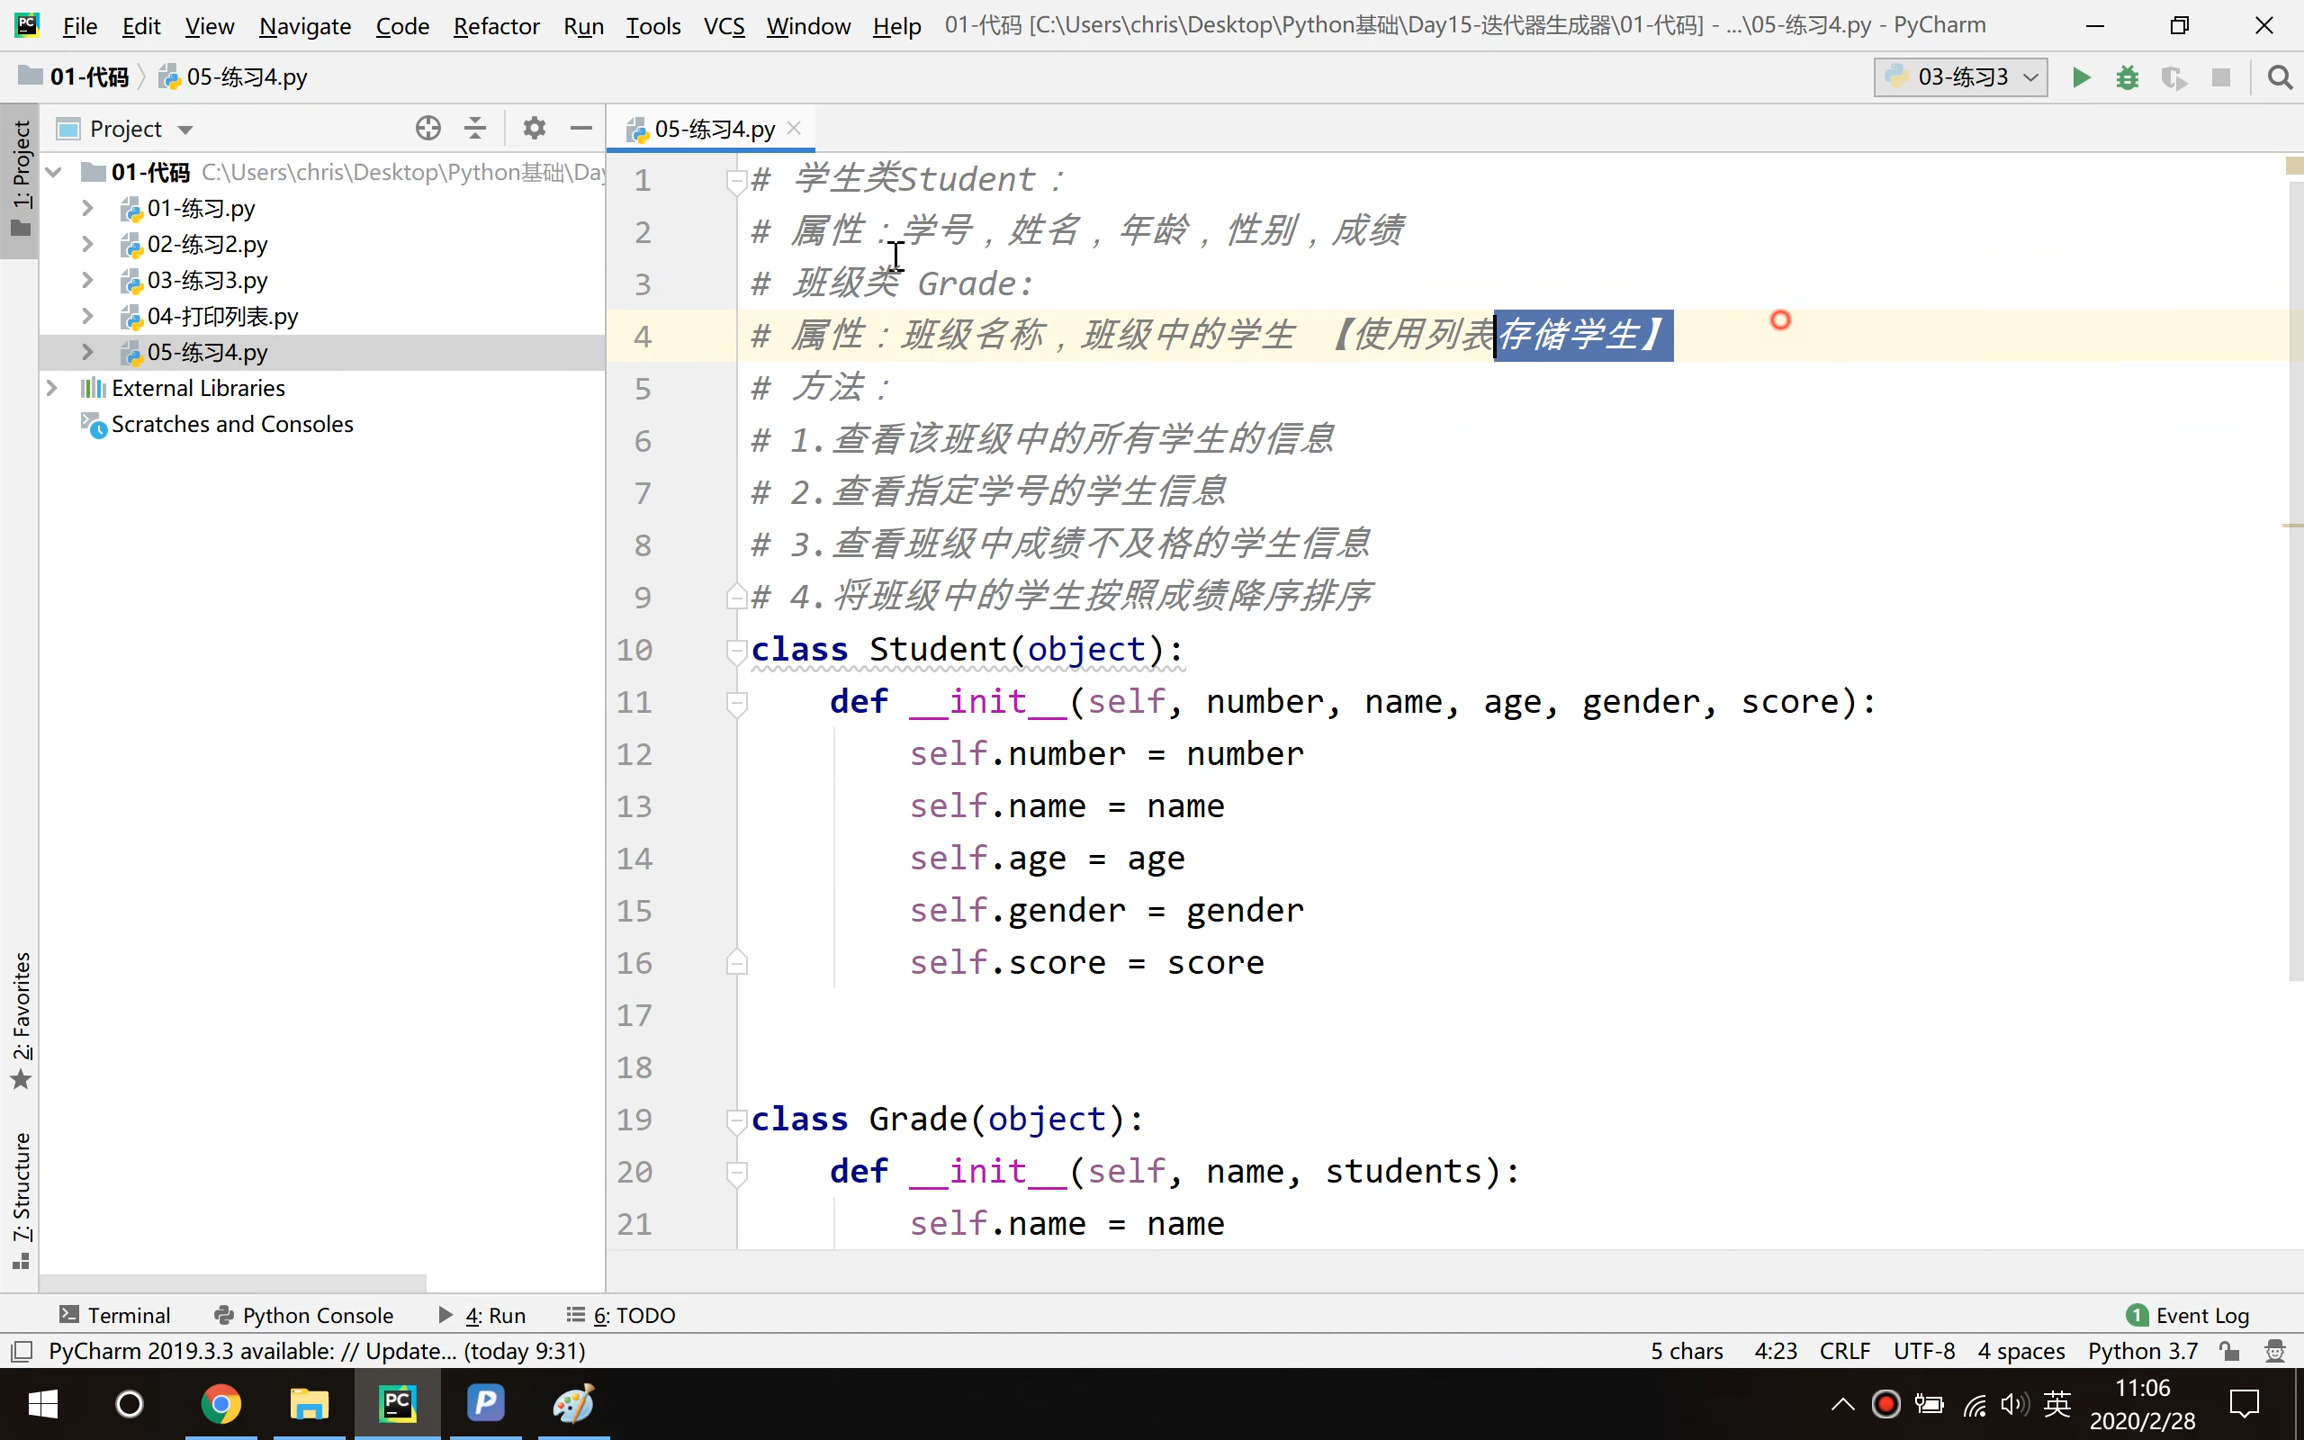 File Edit View Navigate Code Refactor Run Tools VCS Window Help 01-代码 [C:\Users\chris\Desktop\Python基础\Day15-迭代器生成器\01-代码] - ...\05-练习4.py - PyCharm
01-代码 05-练习4.py 03-练习3
1: Project
Project
05-练习4.py
01-代码 C:\Users\chris\Desktop\Python基础\Da
01-练习.py
02-练习2.py
03-练习3.py
04-打印列表.py
05-练习4.py
External Libraries
Scratches and Consoles
1 # 学生类Student：
2 # 属性：学号，姓名，年龄，性别，成绩
3 # 班级类 Grade:
4 # 属性：班级名称，班级中的学生 【使用列表存储学生】
5 # 方法：
6 # 1.查看该班级中的所有学生的信息
7 # 2.查看指定学号的学生信息
8 # 3.查看班级中成绩不及格的学生信息
9 # 4.将班级中的学生按照成绩降序排序
10 class Student(object):
11 def __init__(self, number, name, age, gender, score):
12 self.number = number
13 self.name = name
14 self.age = age
15 self.gender = gender
16 self.score = score
17
18
19 class Grade(object):
20 def __init__(self, name, students):
21 self.name = name
2: Favorites
7: Structure
Terminal Python Console 4: Run 6: TODO 1 Event Log
PyCharm 2019.3.3 available: // Update... (today 9:31) 5 chars 4:23 CRLF UTF-8 4 spaces Python 3.7
英 11:06
2020/2/28